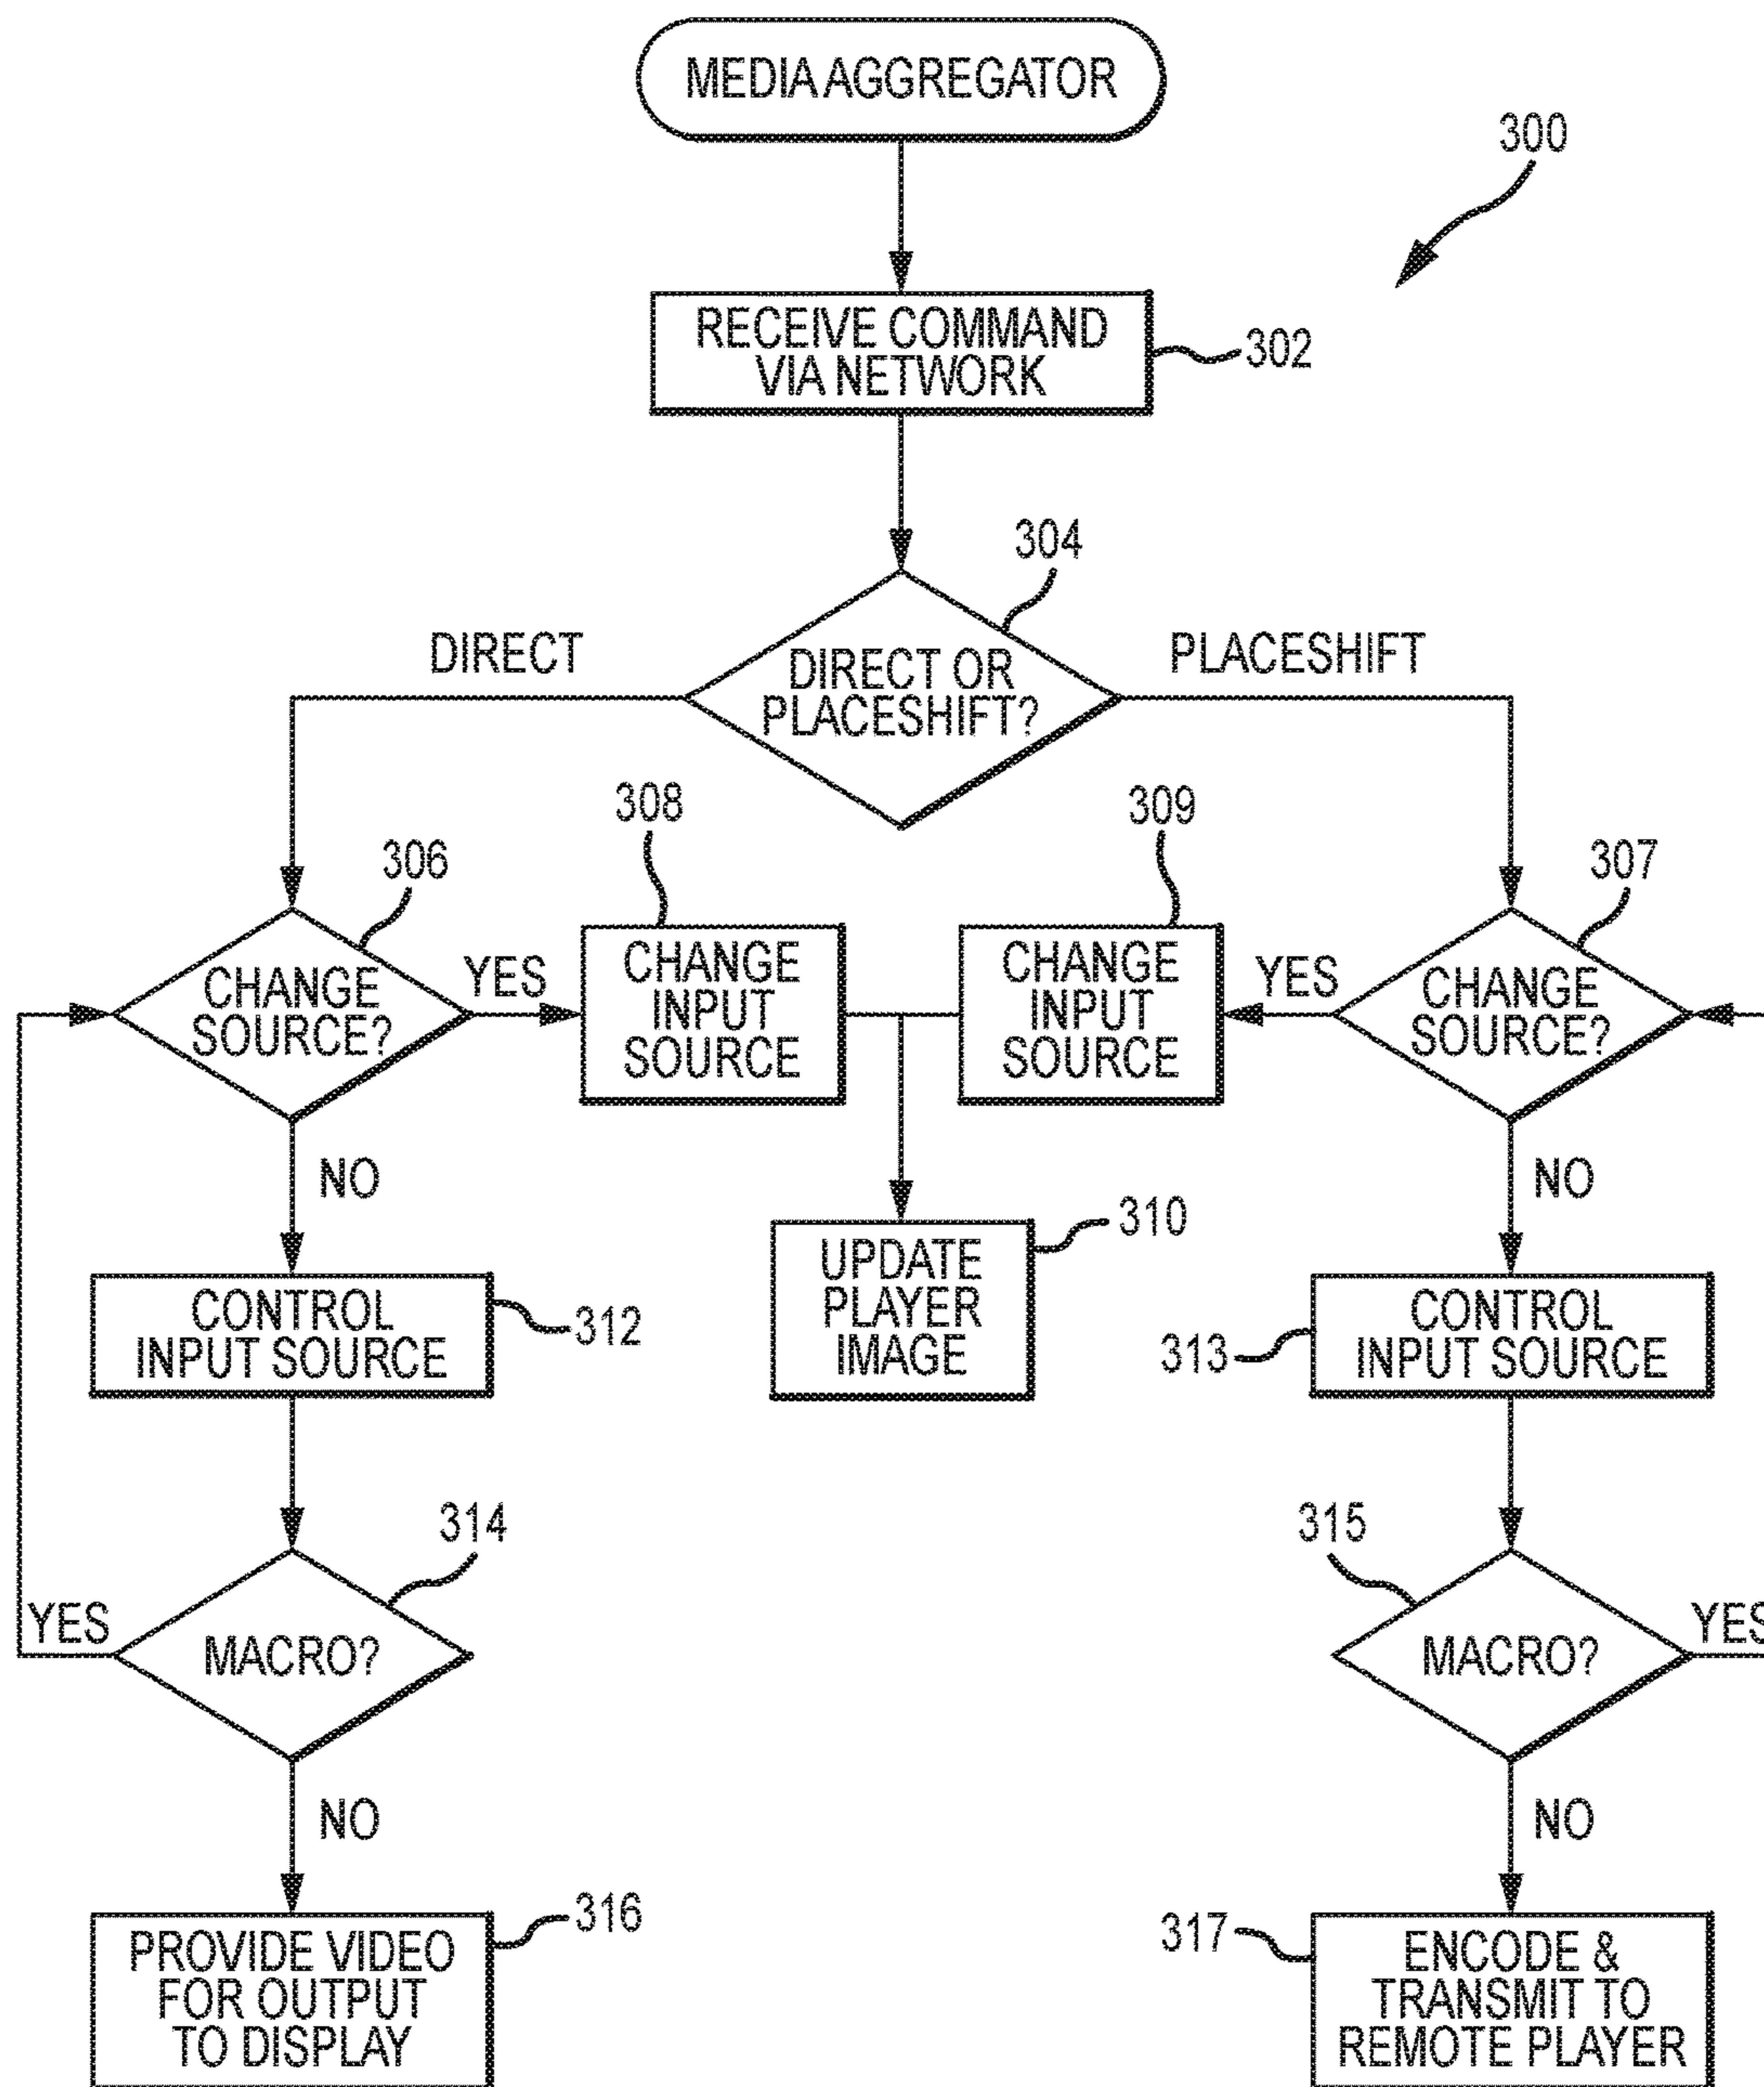 MEDIA AGGREGATOR
300
RECEIVE COMMAND
VIA NETWORK
302
304
DIRECT
DIRECT OR
PLACESHIFT?
PLACESHIFT
308
309
306
307
CHANGE
SOURCE?
YES
CHANGE
INPUT
SOURCE
CHANGE
INPUT
SOURCE
YES
CHANGE
SOURCE?
NO
NO
310
UPDATE
PLAYER
IMAGE
CONTROL
INPUT SOURCE
312
313
CONTROL
INPUT SOURCE
314
315
YES
MACRO?
MACRO?
YES
NO
NO
316
317
PROVIDE VIDEO
FOR OUTPUT
TO DISPLAY
ENCODE &
TRANSMIT TO
REMOTE PLAYER